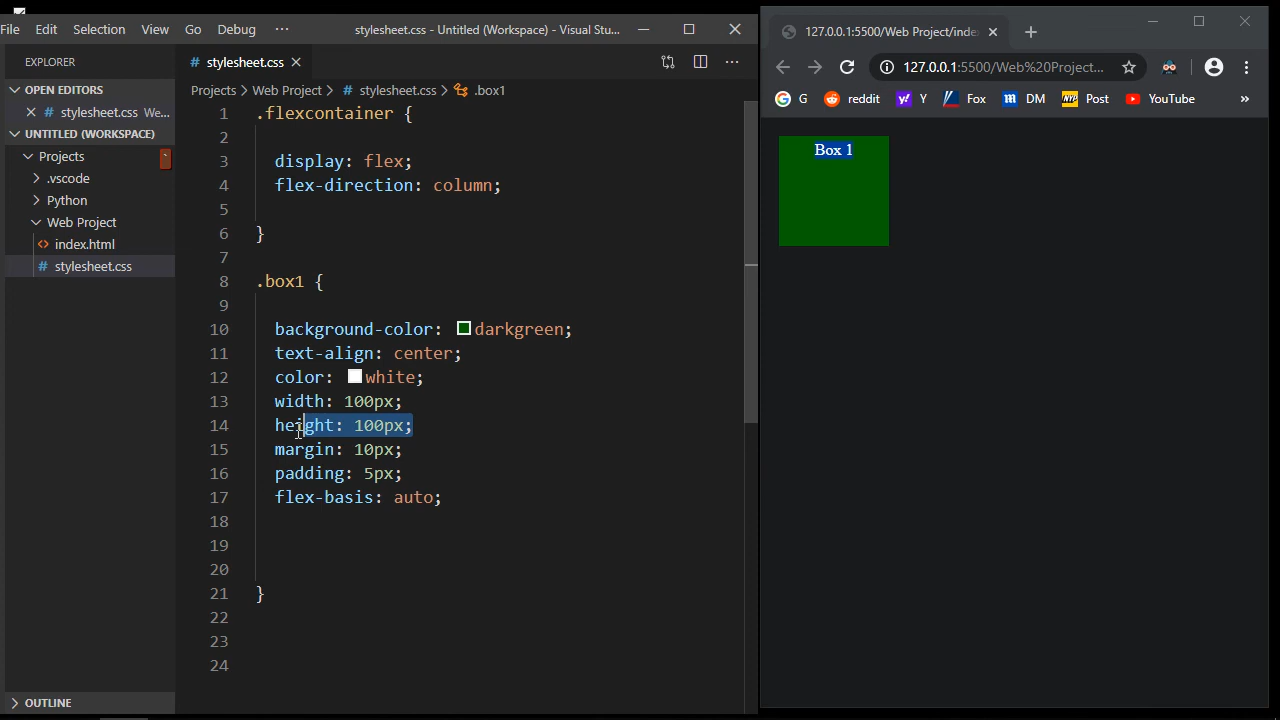 File Edit Selection View Go Debug ··· stylesheet.css - Untitled (Workspace) - Visual Stu...
EXPLORER
OPEN EDITORS
stylesheet.css We...
UNTITLED (WORKSPACE)
Projects
.vscode
Python
Web Project
index.html
stylesheet.css
OUTLINE
stylesheet.css
Projects > Web Project > # stylesheet.css > .box1
1 .flexcontainer {
2
3 display: flex;
4 flex-direction: column;
5
6 }
7
8 .box1 {
9
10 background-color: darkgreen;
11 text-align: center;
12 color: white;
13 width: 100px;
14 height: 100px;
15 margin: 10px;
16 padding: 5px;
17 flex-basis: auto;
18
19
20
21 }
22
23
24
127.0.0.1:5500/Web Project/inde
127.0.0.1:5500/Web%20Project...
G reddit Y Fox DM Post YouTube »
Box 1